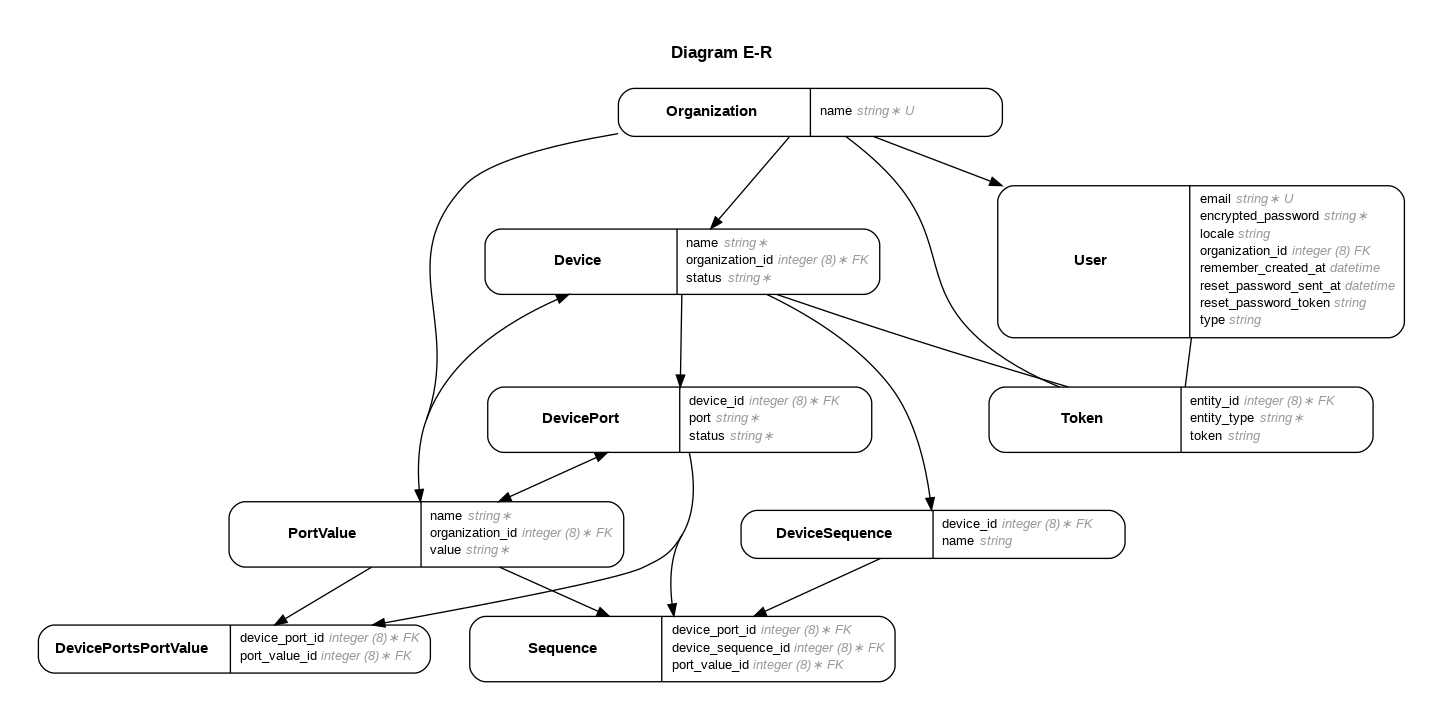 Diagram E-R
Organization
name string∗ U
User
email string∗ U
encrypted_password string∗
locale string
organization_id integer (8) FK
remember_created_at datetime
reset_password_sent_at datetime
reset_password_token string
type string
Device
name string∗
organization_id integer (8)∗ FK
status string∗
DevicePort
device_id integer (8)∗ FK
port string∗
status string∗
Token
entity_id integer (8)∗ FK
entity_type string∗
token string
PortValue
name string∗
organization_id integer (8)∗ FK
value string∗
DeviceSequence
device_id integer (8)∗ FK
name string
DevicePortsPortValue
device_port_id integer (8)∗ FK
port_value_id integer (8)∗ FK
Sequence
device_port_id integer (8)∗ FK
device_sequence_id integer (8)∗ FK
port_value_id integer (8)∗ FK